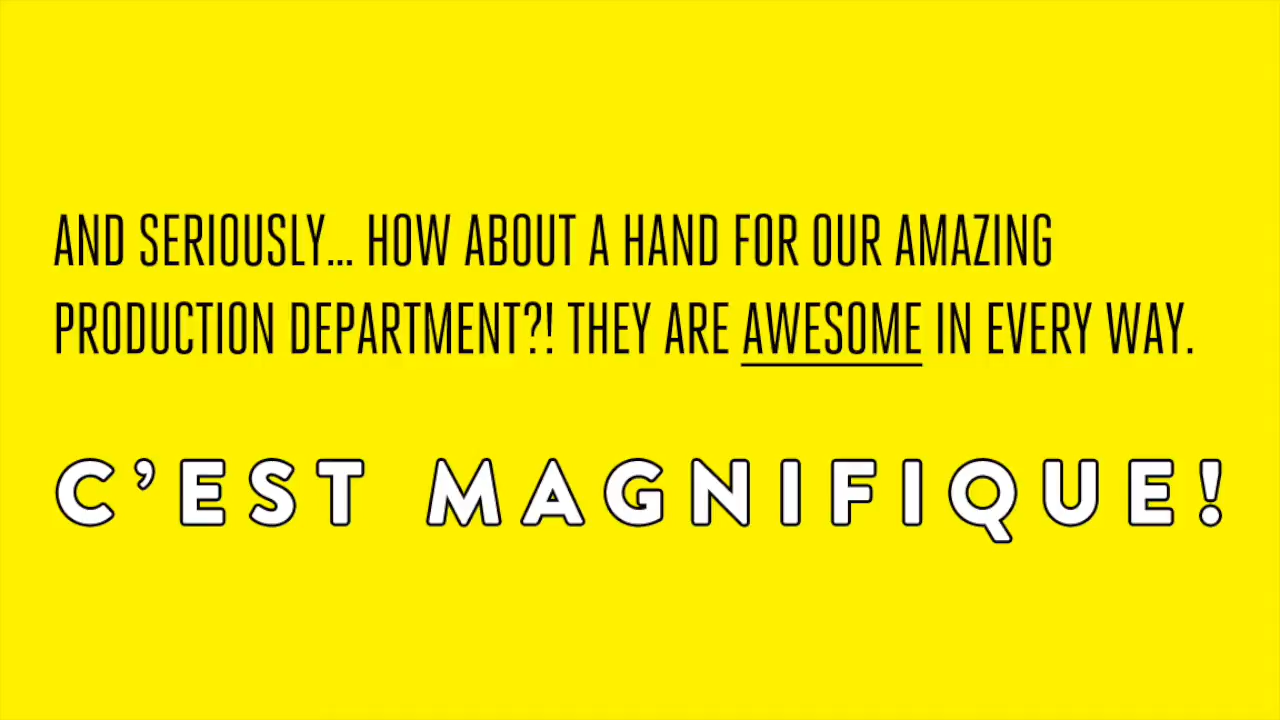 AND SERIOUSLY... HOW ABOUT A HAND FOR OUR AMAZING
PRODUCTION DEPARTMENT?! THEY ARE AWESOME IN EVERY WAY.
C’EST MAGNIFIQUE!